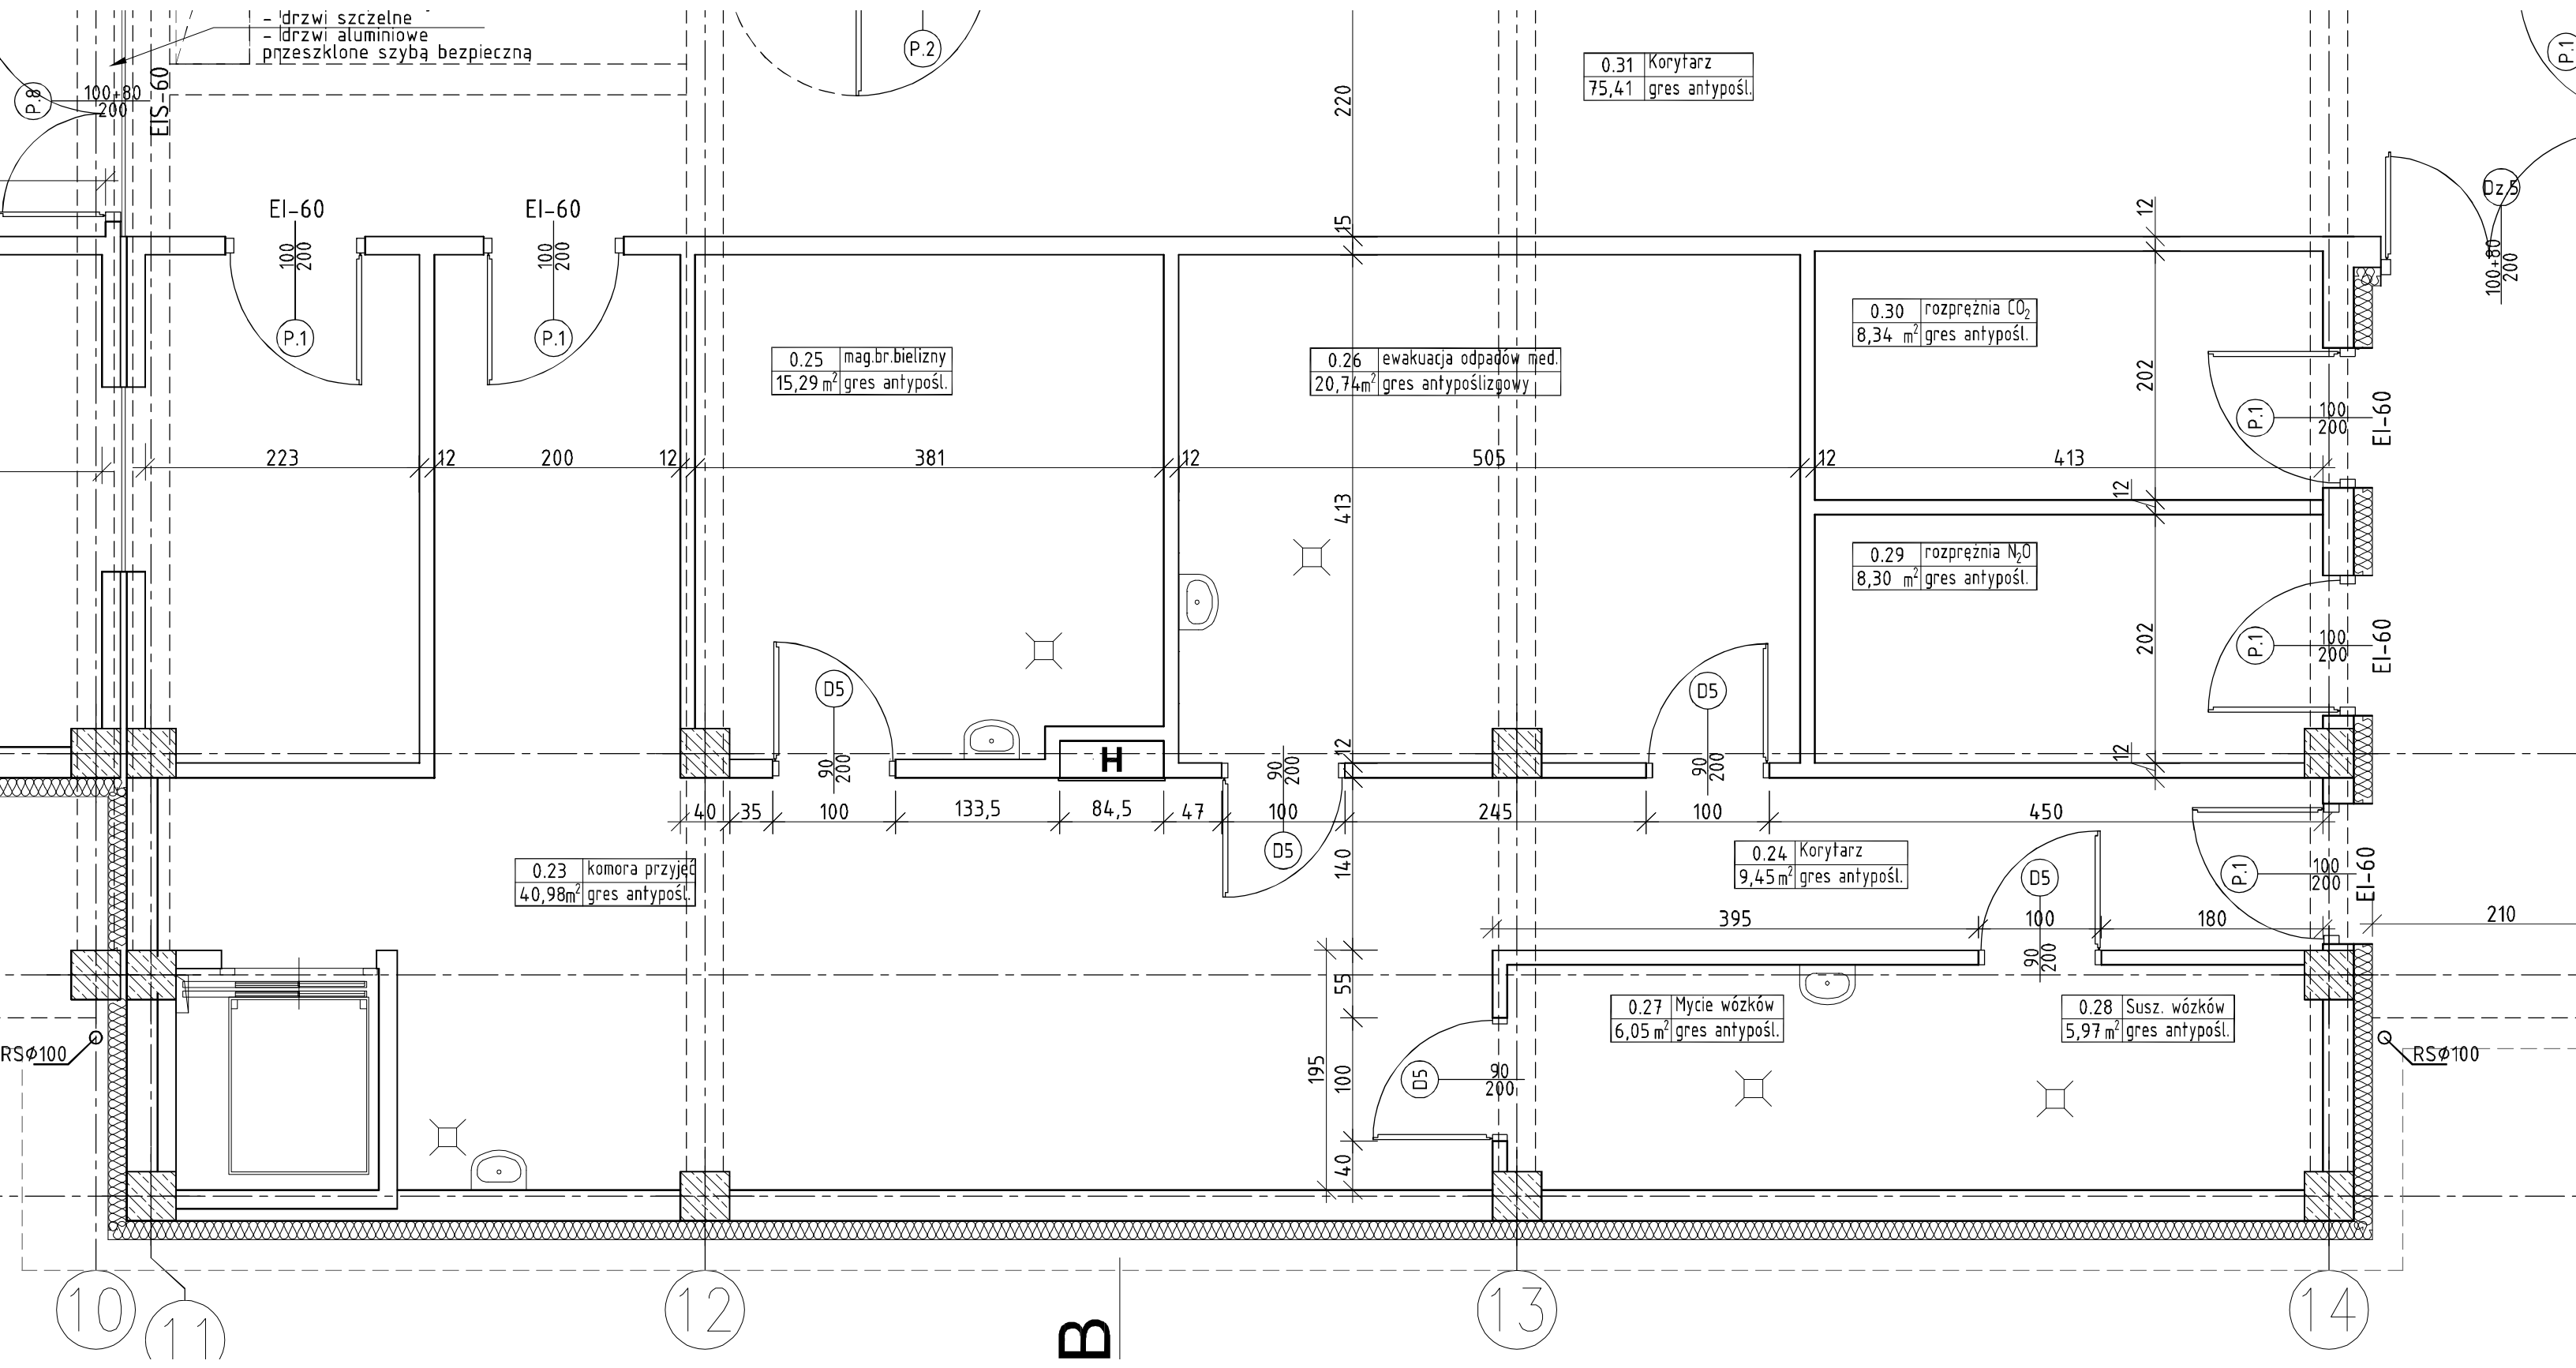 - drzwi szczelne
- drzwi aluminiowe
przeszklone szybą bezpieczną
P.8
100+80
200
EIS-60
P.2
220
0.31 Korytarz
75,41 gres antypośl.
P.1
Dz.5
100+80
200
EI-60
100
200
P.1
EI-60
100
200
P.1
15
12
0.25 mag.br.bielizny
15,29 m² gres antypośl.
0.26 ewakuacja odpadów med.
20,74m² gres antypoślizgowy
0.30 rozprężnia CO₂
8,34 m² gres antypośl.
202
P.1
100
200
EI-60
223
12
200
12
381
12
505
12
413
413
12
0.29 rozprężnia N₂O
8,30 m² gres antypośl.
202
P.1
100
200
EI-60
D5
90
200
H
90
200
12
D5
90
200
12
40
35
100
133,5
84,5
47
100
245
100
450
D5
140
0.23 komora przyjęć
40,98m² gres antypośl.
0.24 Korytarz
9,45m² gres antypośl.
D5
90
200
P.1
100
200
EI-60
395
100
180
210
55
195
100
40
0.27 Mycie wózków
6,05 m² gres antypośl.
0.28 Susz. wózków
5,97 m² gres antypośl.
D5
90
200
RSϕ100
RSϕ100
10
11
12
13
14
B